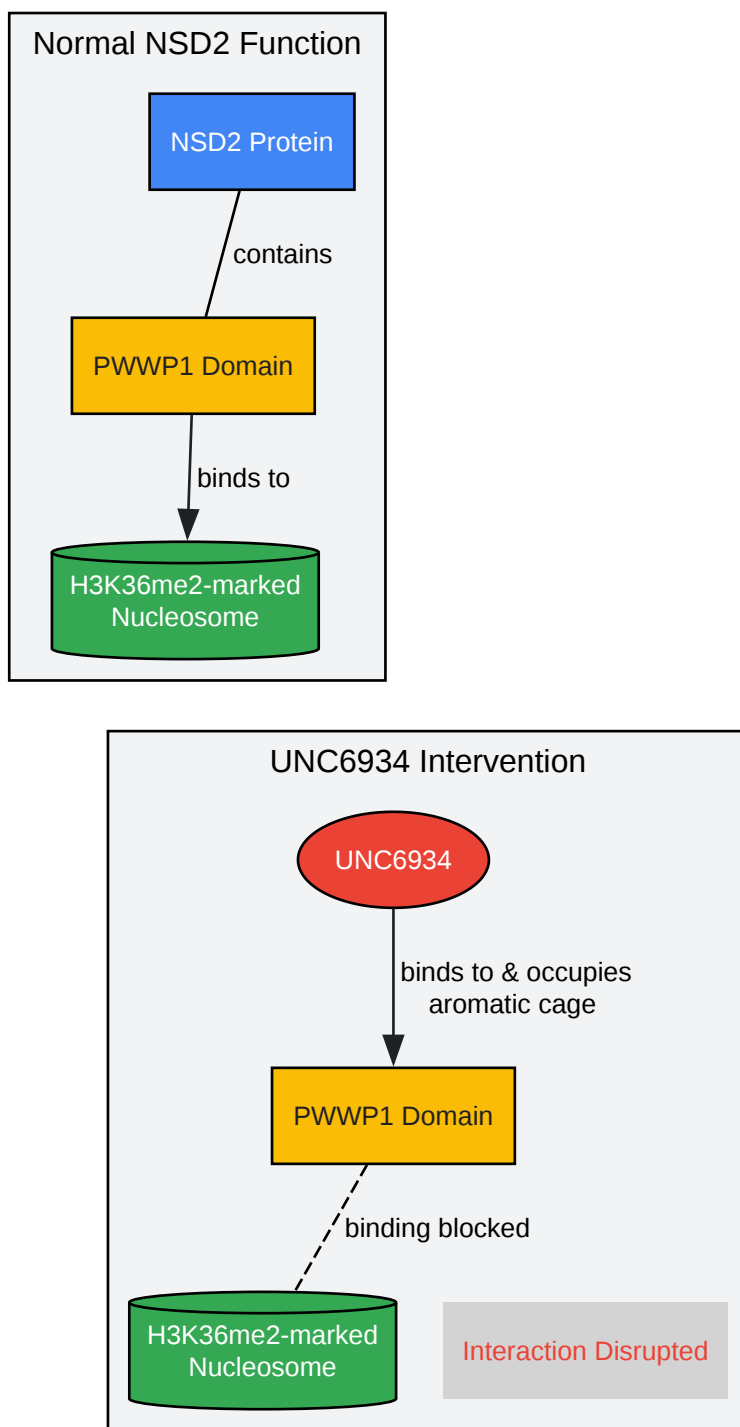 Normal NSD2 Function
NSD2 Protein
contains
PWWP1 Domain
binds to
H3K36me2-marked
Nucleosome
UNC6934 Intervention
UNC6934
binds to & occupies
aromatic cage
PWWP1 Domain
binding blocked
H3K36me2-marked
Nucleosome
Interaction Disrupted